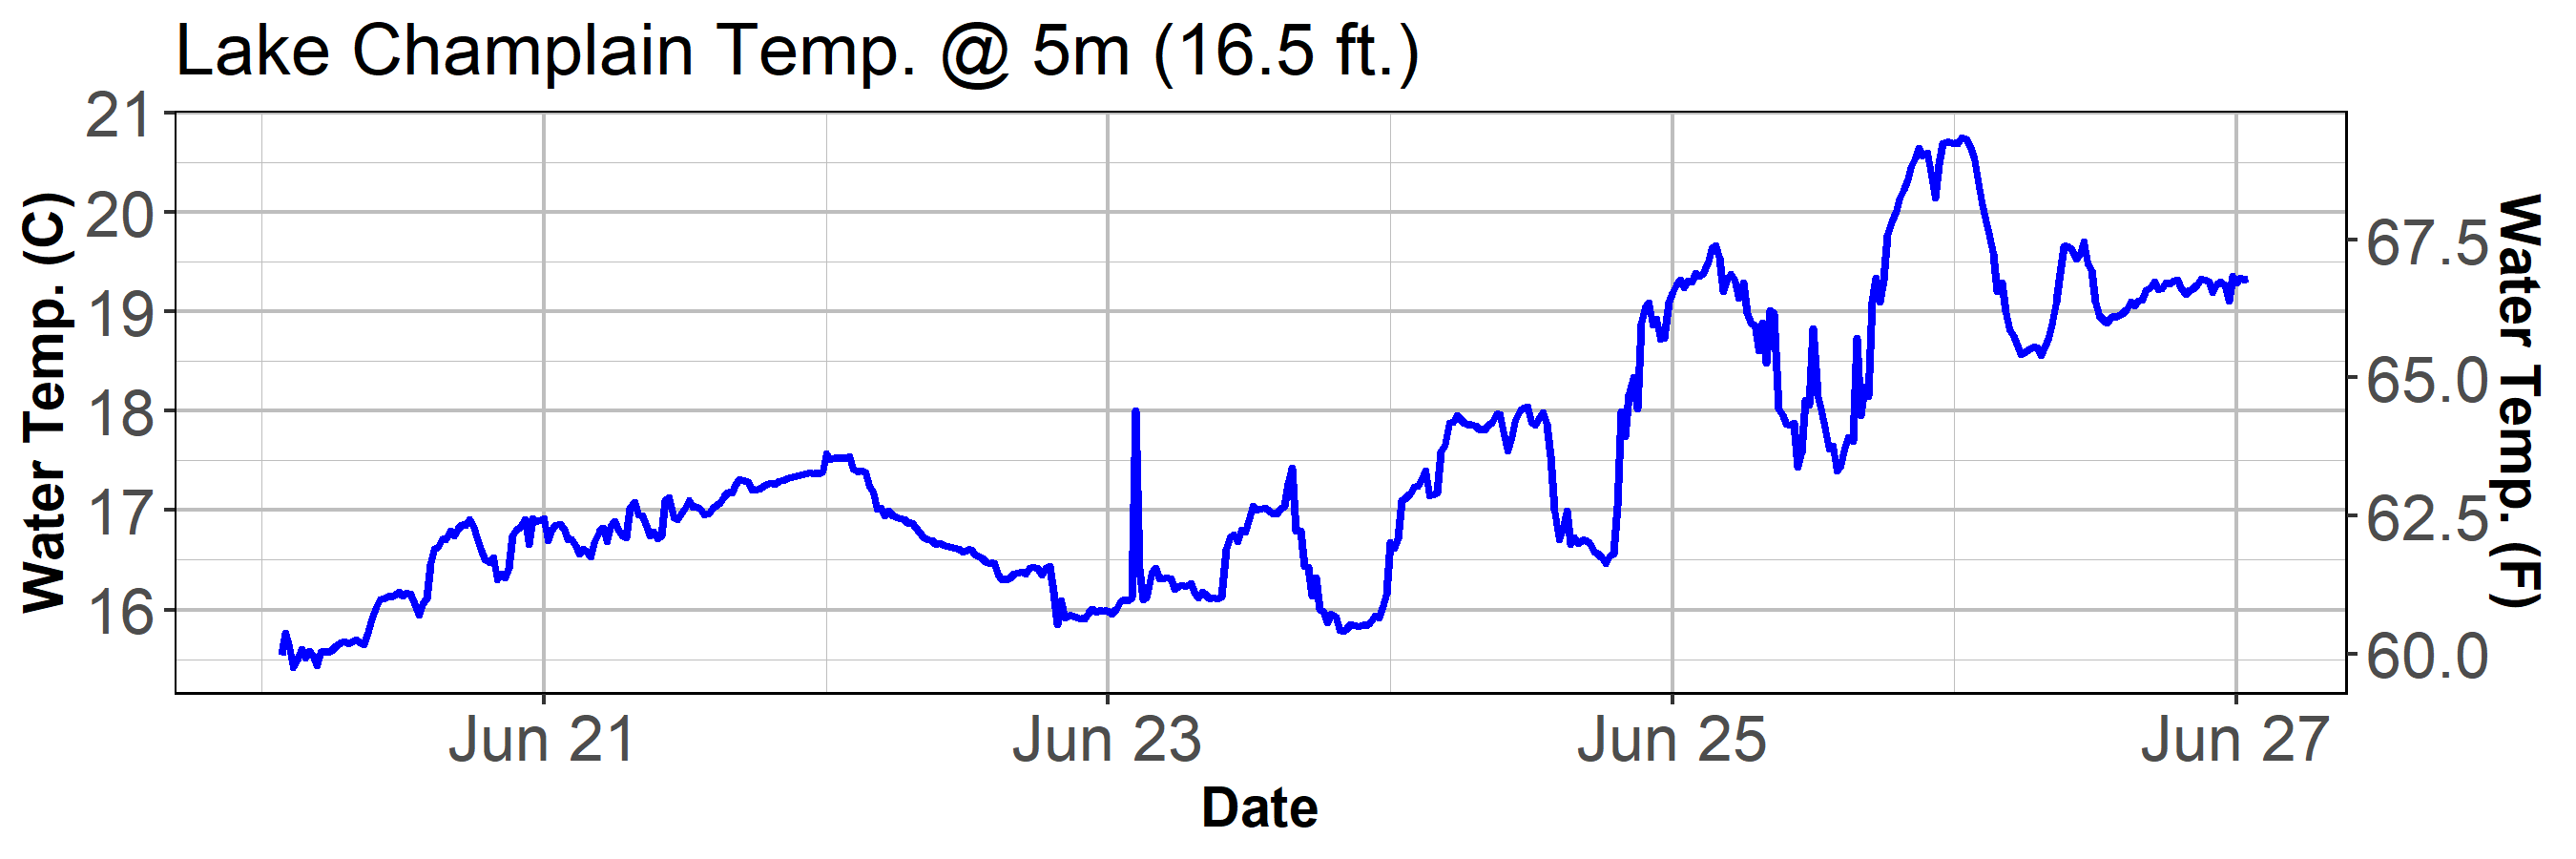 Lake Champlain Temp. @ 5m (16.5 ft.)
Water Temp. (C)
21
20
19
18
17
16
67.5
65.0
62.5
60.0
Water Temp. (F)
Jun 21 Jun 23 Jun 25 Jun 27
Date